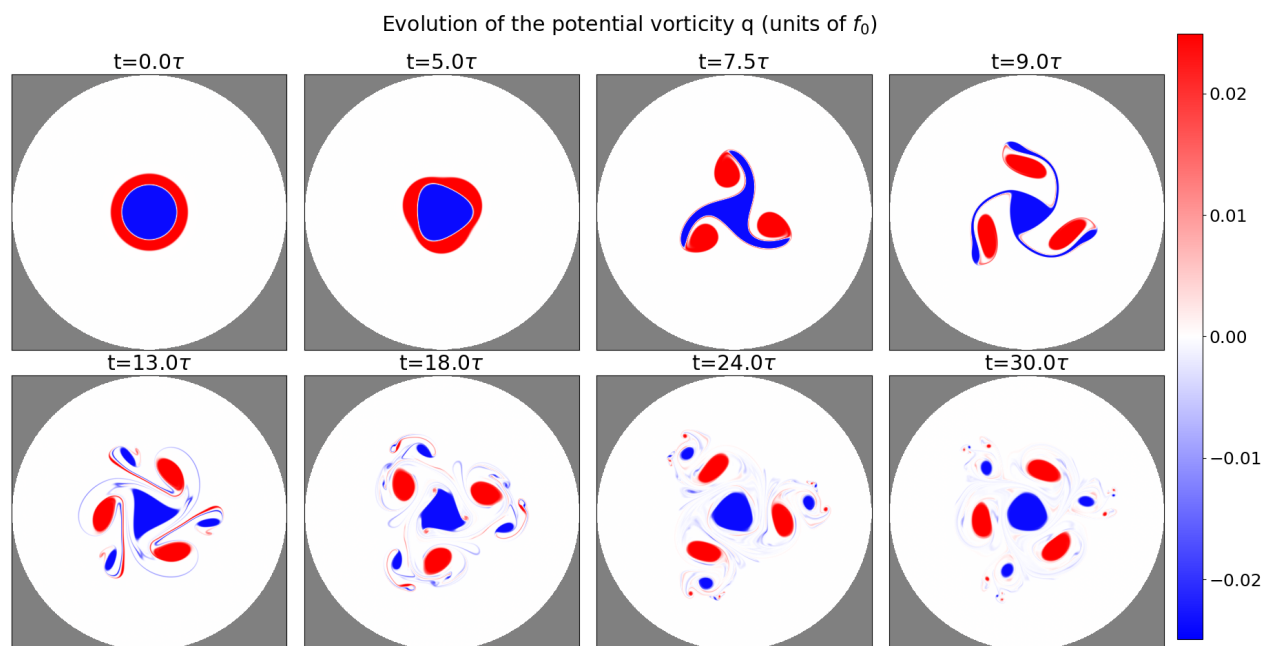 Evolution of the potential vorticity q (units of f₀)
t=0.0τ
t=5.0τ
t=7.5τ
t=9.0τ
t=13.0τ
t=18.0τ
t=24.0τ
t=30.0τ
0.02
0.01
0.00
−0.01
−0.02